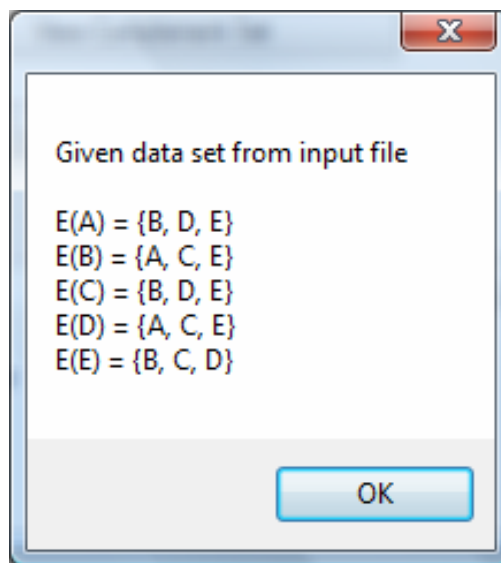 Given data set from input file
E(A) = {B, D, E}
E(B) = {A, C, E}
E(C) = {B, D, E}
E(D) = {A, C, E}
E(E) = {B, C, D}
OK